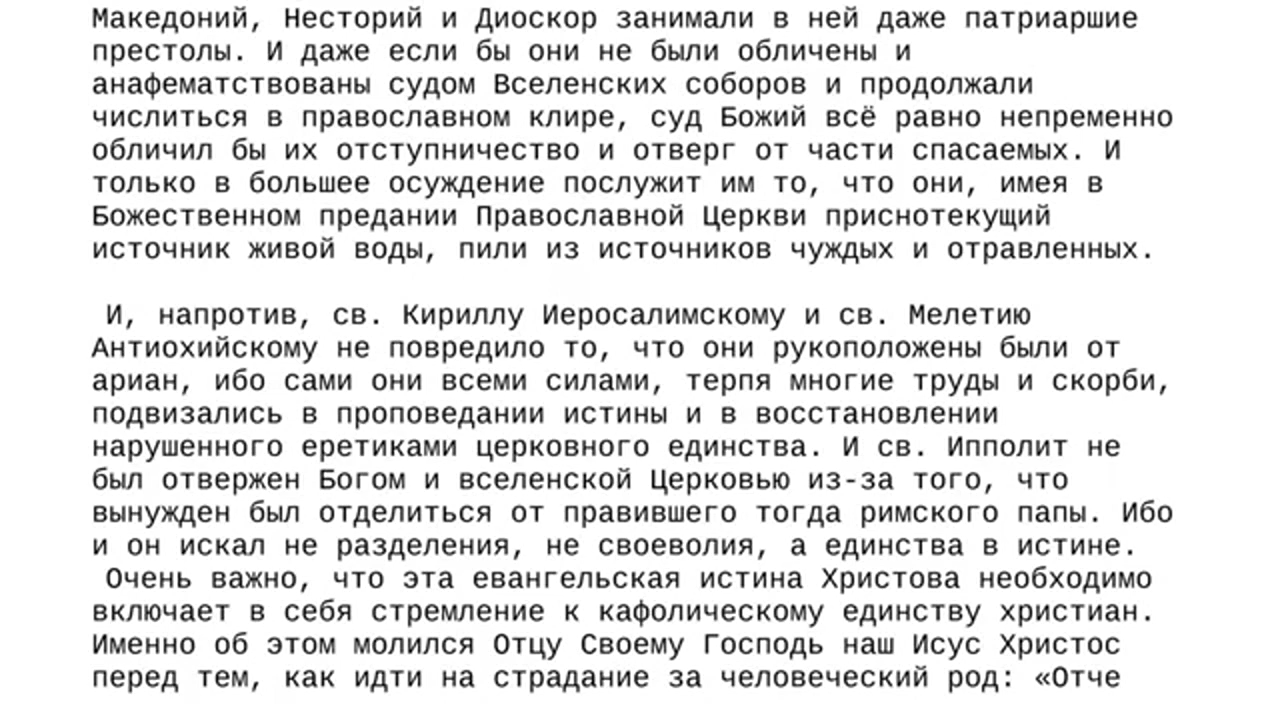 Македоний, Несторий и Диоскор занимали в ней даже патриаршие
престолы. И даже если бы они не были обличены и
анафематствованы судом Вселенских соборов и продолжали
числиться в православном клире, суд Божий всё равно непременно
обличил бы их отступничество и отверг от части спасаемых. И
только в большее осуждение послужит им то, что они, имея в
Божественном предании Православной Церкви приснотекущий
источник живой воды, пили из источников чуждых и отравленных.
И, напротив, св. Кириллу Иеросалимскому и св. Мелетию
Антиохийскому не повредило то, что они рукоположены были от
ариан, ибо сами они всеми силами, терпя многие труды и скорби,
подвизались в проповедании истины и в восстановлении
нарушенного еретиками церковного единства. И св. Ипполит не
был отвержен Богом и вселенской Церковью из-за того, что
вынужден был отделиться от правившего тогда римского папы. Ибо
и он искал не разделения, не своеволия, а единства в истине.
Очень важно, что эта евангельская истина Христова необходимо
включает в себя стремление к кафолическому единству христиан.
Именно об этом молился Отцу Своему Господь наш Исус Христос
перед тем, как идти на страдание за человеческий род: «Отче